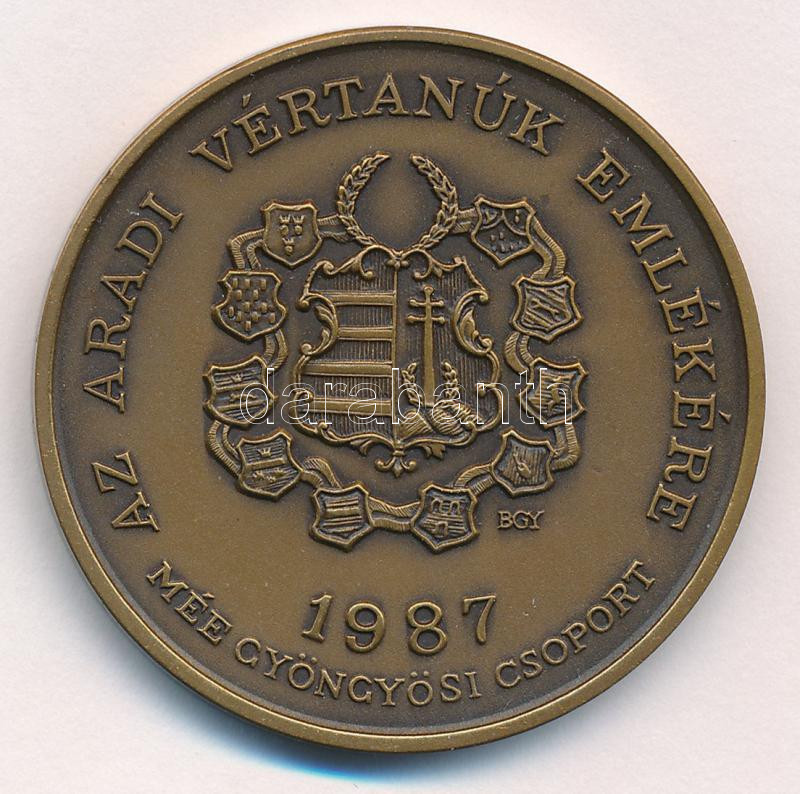 AZ ARADI VÉRTANÚK EMLÉKÉRE
darabanth
BGY
1987
MÉE GYÖNGYÖSI CSOPORT